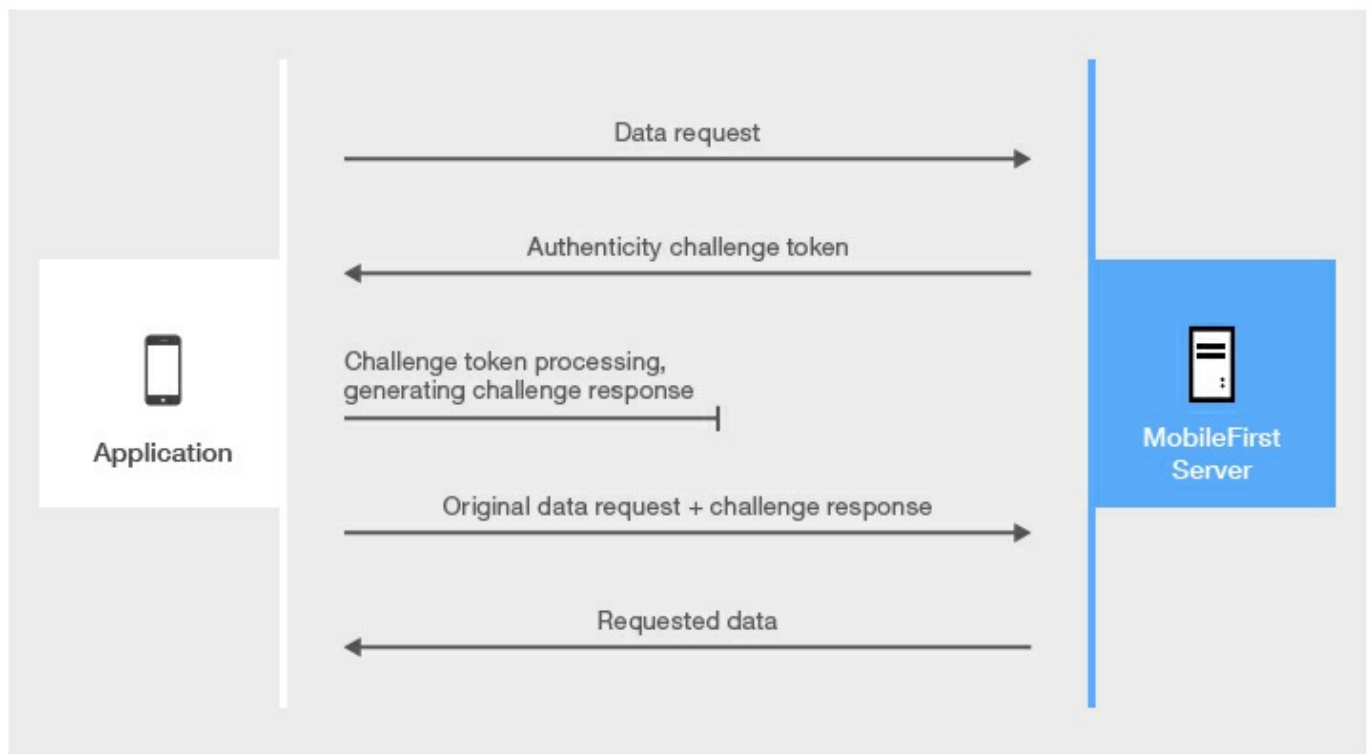 Data request
Authenticity challenge token
Challenge token processing,
generating challenge response
Application
MobileFirst
Server
Original data request + challenge response
Requested data